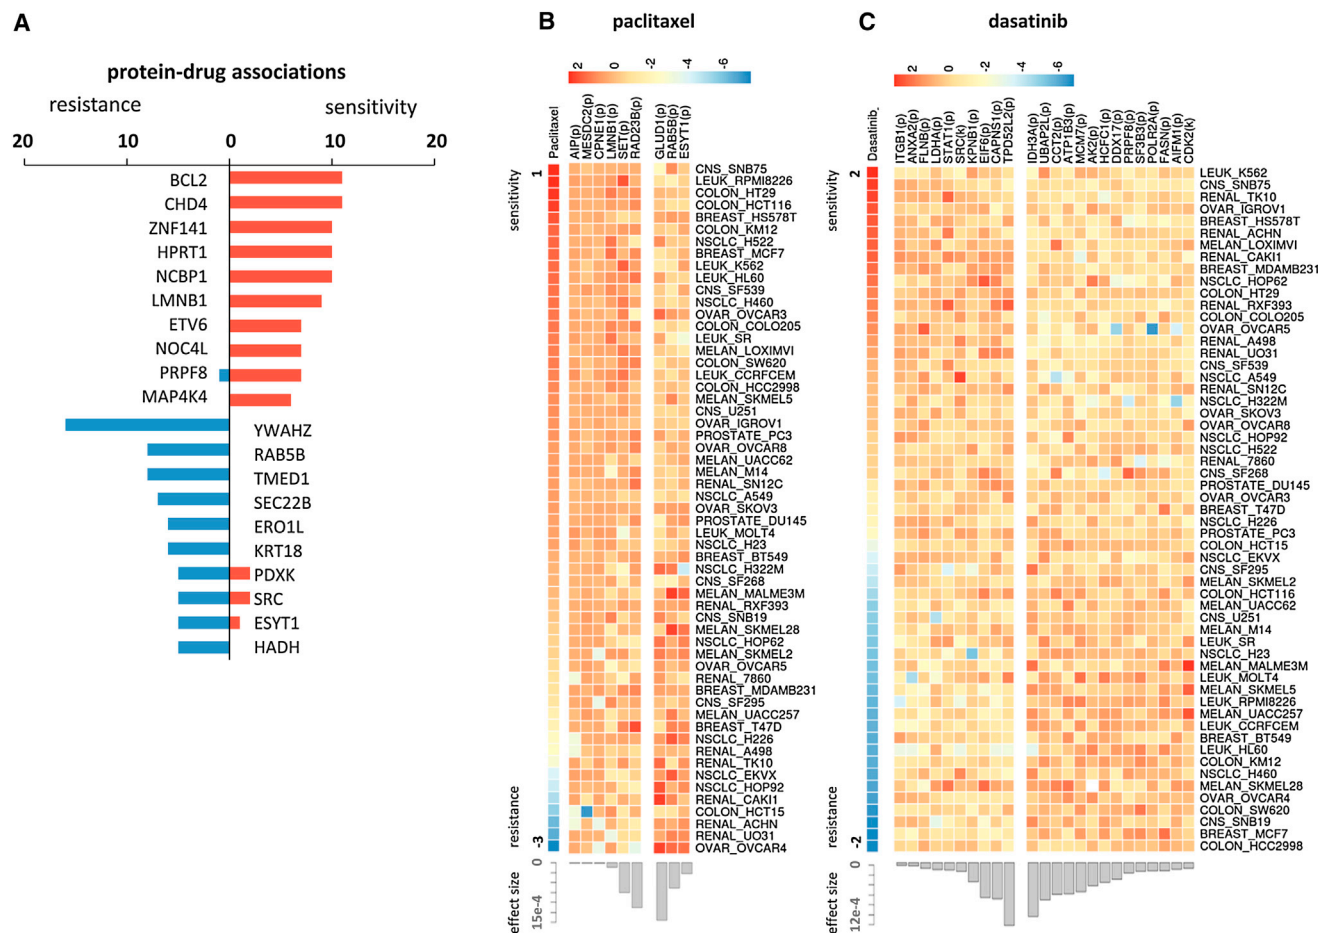 A
protein-drug associations
resistance
sensitivity
20 10 0 10 20
BCL2
CHD4
ZNF141
HPRT1
NCBP1
LMNB1
ETV6
NOC4L
PRPF8
MAP4K4
YWAHZ
RAB5B
TMED1
SEC22B
ERO1L
KRT18
PDXK
SRC
ESYT1
HADH
B
paclitaxel
2 0 -2 -4 -6
Paclitaxel
AIP(p)
MESDC2(p)
CPNE1(p)
LMNB1(p)
SET(p)
RAD23B(p)
GLUD1(p)
RAB5B(p)
ESYT1(p)
sensitivity
1
CNS_SNB75
LEUK_RPMI8226
COLON_HT29
COLON_HCT116
BREAST_HS578T
COLON_KM12
NSCLC_H522
BREAST_MCF7
LEUK_K562
LEUK_HL60
CNS_SF539
NSCLC_H460
OVAR_OVCAR3
COLON_COLO205
LEUK_SR
MELAN_LOXIMVI
COLON_SW620
LEUK_CCRFCEM
COLON_HCC2998
MELAN_SKMEL5
CNS_U251
OVAR_IGROV1
PROSTATE_PC3
OVAR_OVCAR8
MELAN_UACC62
MELAN_M14
RENAL_SN12C
NSCLC_A549
OVAR_SKOV3
PROSTATE_DU145
LEUK_MOLT4
NSCLC_H23
BREAST_BT549
NSCLC_H322M
CNS_SF268
MELAN_MALME3M
RENAL_RXF393
CNS_SNB19
MELAN_SKMEL28
NSCLC_HOP62
MELAN_SKMEL2
OVAR_OVCAR5
RENAL_7860
BREAST_MDAMB231
CNS_SF295
MELAN_UACC257
BREAST_T47D
NSCLC_H226
RENAL_A498
RENAL_TK10
NSCLC_EKVX
NSCLC_HOP92
RENAL_CAKI1
COLON_HCT15
RENAL_ACHN
RENAL_UO31
OVAR_OVCAR4
resistance
-3
effect size
0
15e-4
C
dasatinib
2 0 -2 -4 -6
Dasatinib.
ITGB1(p)
ANXA2(p)
FLNB(p)
LDHA(p)
STAT1(p)
SRC(k)
KPNB1(p)
EIF6(p)
CAPNS1(p)
TPD52L2(p)
IDH3A(p)
UBAP2L(p)
CCT2(p)
ATP1B3(p)
MCM7(p)
AK2(p)
HCFC1(p)
DDX17(p)
PRPF8(p)
SF3B3(p)
POLR2A(p)
FASN(p)
AIFM1(p)
CDK2(k)
sensitivity
2
LEUK_K562
CNS_SNB75
RENAL_TK10
OVAR_IGROV1
BREAST_HS578T
RENAL_ACHN
MELAN_LOXIMVI
RENAL_CAKI1
BREAST_MDAMB231
NSCLC_HOP62
COLON_HT29
RENAL_RXF393
COLON_COLO205
OVAR_OVCAR5
RENAL_A498
RENAL_UO31
CNS_SF539
NSCLC_A549
RENAL_SN12C
NSCLC_H322M
OVAR_SKOV3
OVAR_OVCAR8
NSCLC_HOP92
NSCLC_H522
RENAL_7860
CNS_SF268
PROSTATE_DU145
OVAR_OVCAR3
BREAST_T47D
NSCLC_H226
PROSTATE_PC3
COLON_HCT15
NSCLC_EKVX
CNS_SF295
MELAN_SKMEL2
COLON_HCT116
MELAN_UACC62
CNS_U251
MELAN_M14
LEUK_SR
NSCLC_H23
MELAN_MALME3M
LEUK_MOLT4
MELAN_SKMEL5
LEUK_RPMI8226
MELAN_UACC257
LEUK_CCRFCEM
BREAST_BT549
LEUK_HL60
COLON_KM12
NSCLC_H460
MELAN_SKMEL28
OVAR_OVCAR4
COLON_SW620
CNS_SNB19
BREAST_MCF7
COLON_HCC2998
resistance
-2
effect size
0
12e-4